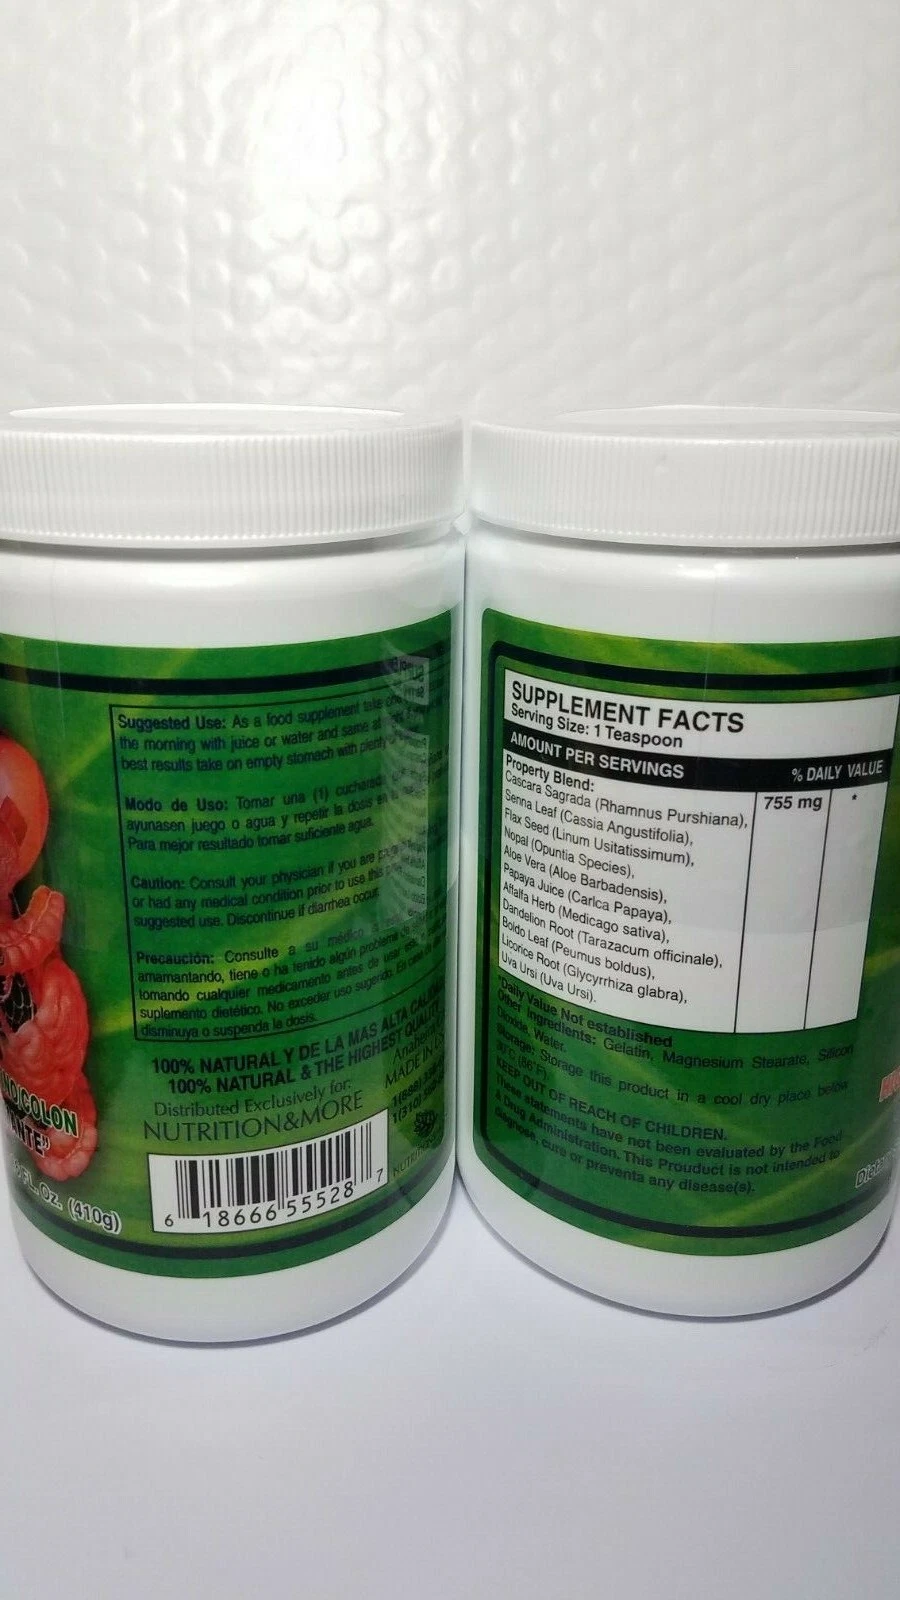 Suggested Use: As a food supplement take
the morning with juice or water and same
best results take on empty stomach with plenty
Modo de Uso: Tomar una (1) cucharada
ayunasen juego o agua y repetir la dosis en
Para mejor resultado tomar suficiente agua.
Caution: Consult your physician if you are
or had any medical condition prior to use this
suggested use. Discontinue if diarrhea occur.
Precaución: Consulte a su médico
amamantando, tiene o ha tenido algún problema de
tomando cualquier medicamento antes de usar
suplemento dietético. No exceder uso sugerido. En caso de
disminuya o suspenda la dosis.
100% NATURAL Y DE LA MAS ALTA
100% NATURAL & THE HIGHEST QUALITY
Distributed Exclusively for:
NUTRITION&MORE
MADE IN
COLON
FL. Oz. (410g)
6 18666 55528 7
SUPPLEMENT FACTS
Serving Size: 1 Teaspoon
AMOUNT PER SERVINGS % DAILY VALUE
Property Blend: 755 mg *
Cascara Sagrada (Rhamnus Purshiana),
Senna Leaf (Cassia Angustifolia),
Flax Seed (Linum Usitatissimum),
Nopal (Opuntia Species),
Aloe Vera (Aloe Barbadensis),
Papaya Juice (Carica Papaya),
Alfalfa Herb (Medicago sativa),
Dandelion Root (Tarazacum officinale),
Boldo Leaf (Peumus boldus),
Licorice Root (Glycyrrhiza glabra),
Uva Ursi (Uva Ursi).
*Daily Value Not established
Other Ingredients: Gelatin, Magnesium Stearate, Silicon
Dioxide, Water.
Storage: Storage this product in a cool dry place below
30°C (86°F).
KEEP OUT OF REACH OF CHILDREN.
These statements have not been evaluated by the Food
& Drug Administration. This Prouduct is not intended to
diagnose, cure or preventa any disease(s).